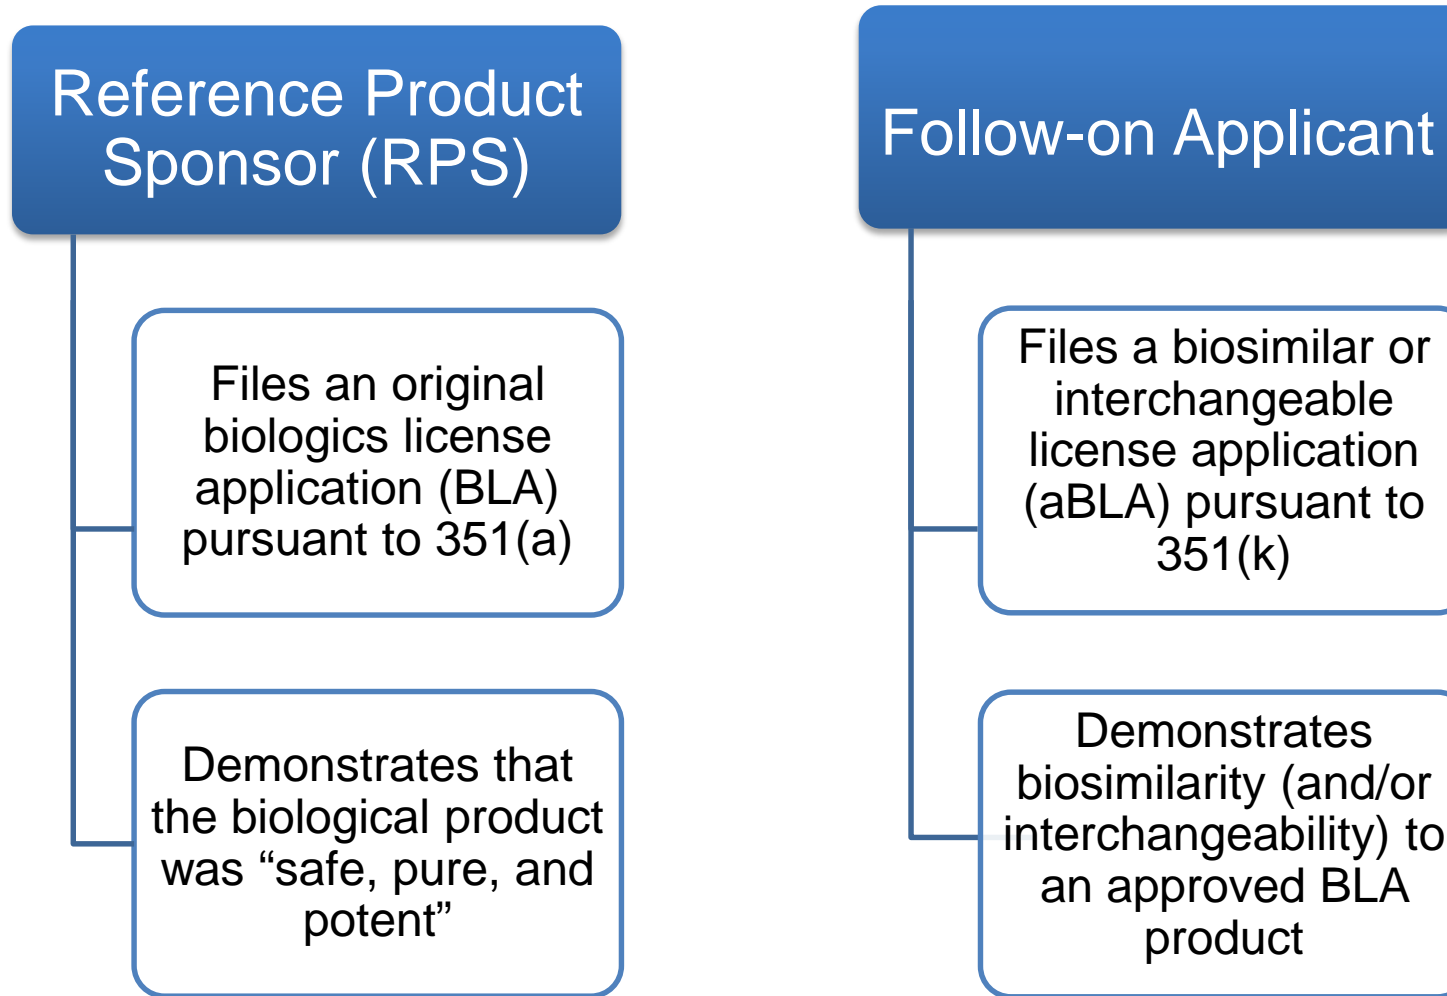 Reference Product
Sponsor (RPS)
Files an original
biologics license
application (BLA)
pursuant to 351(a)
Demonstrates that
the biological product
was “safe, pure, and
potent”
Follow-on Applicant
Files a biosimilar or
interchangeable
license application
(aBLA) pursuant to
351(k)
Demonstrates
biosimilarity (and/or
interchangeability) to
an approved BLA
product